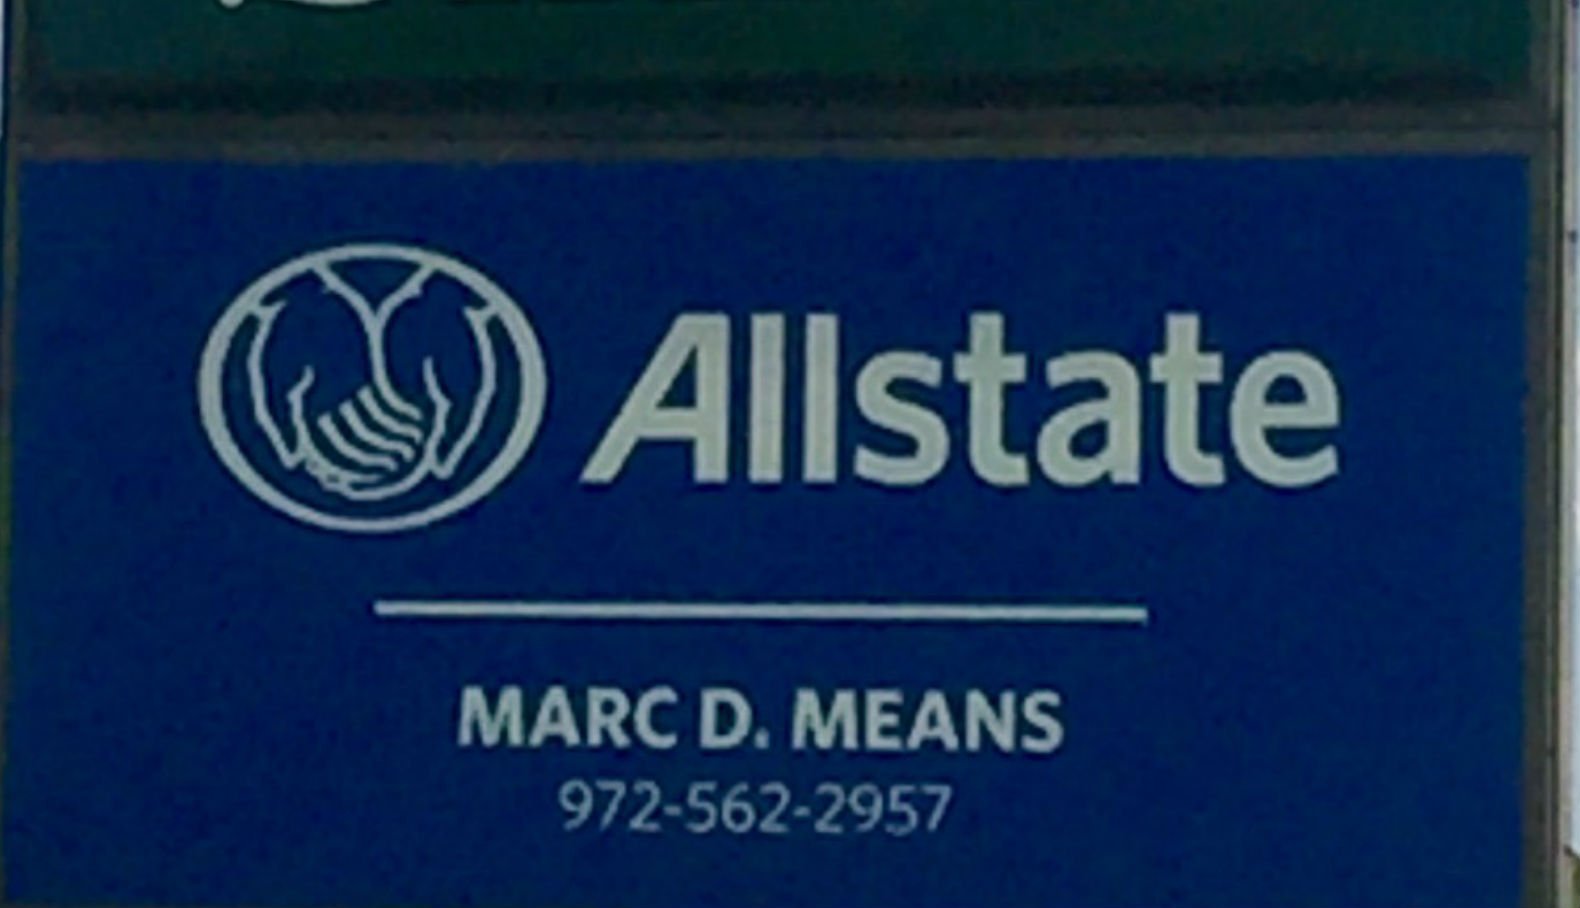 Allstate
MARC D. MEANS
972-562-2957